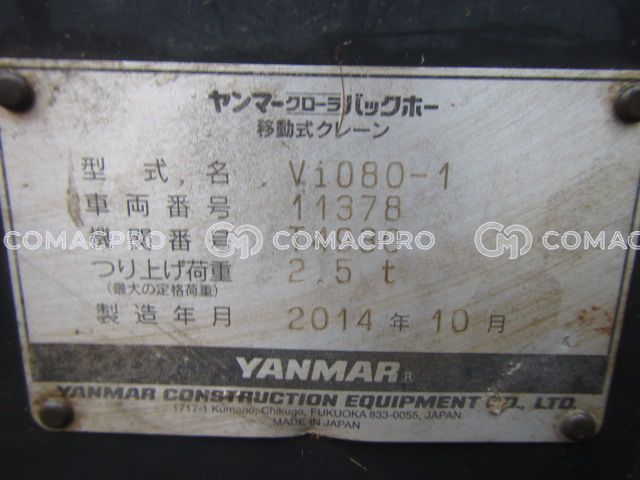 ヤンマークローラバックホー
移動式クレーン
型式名 Vi080-1
車両番号 11378
番号
つり上げ荷重 2.5 t
(最大の定格荷重)
製造年月 2014年10月
YANMAR®
YANMAR CONSTRUCTION EQUIPMENT CO., LTD.
1717-1 Kumano, Chikugo, FUKUOKA 833-0055, JAPAN
MADE IN JAPAN
COMACPRO COMACPRO COMACPRO